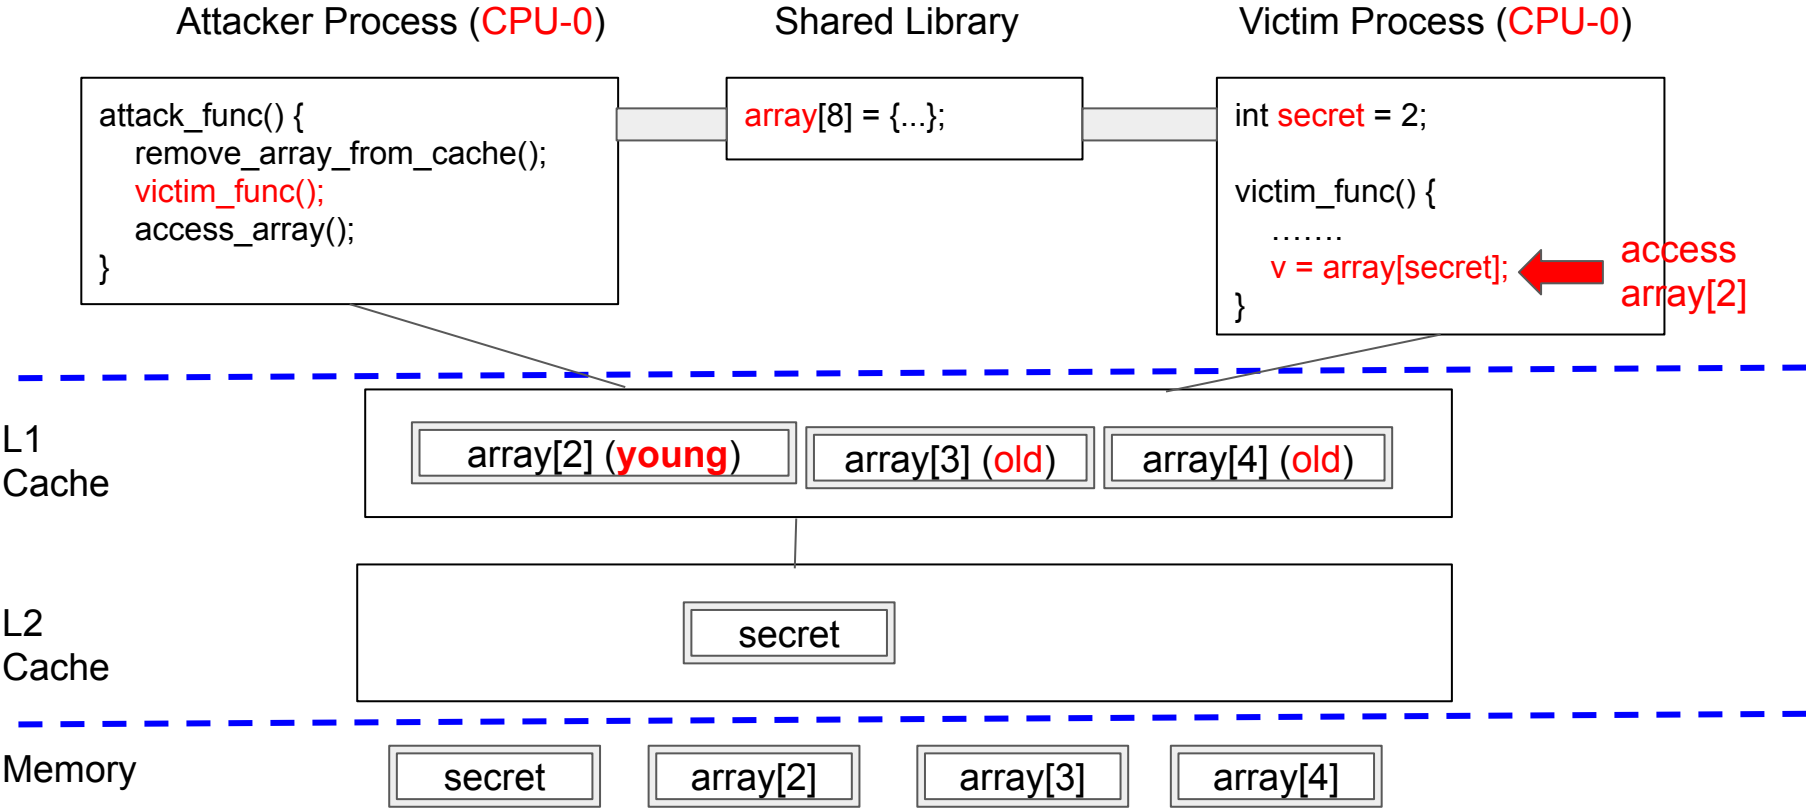 Attacker Process (CPU-0)
Shared Library
Victim Process (CPU-0)
attack_func() {
remove_array_from_cache();
victim_func();
access_array();
}
array[8] = {...};
int secret = 2;
victim_func() {
.......
v = array[secret];
}
access
array[2]
L1
Cache
array[2] (young)
array[3] (old)
array[4] (old)
L2
Cache
secret
Memory
secret
array[2]
array[3]
array[4]